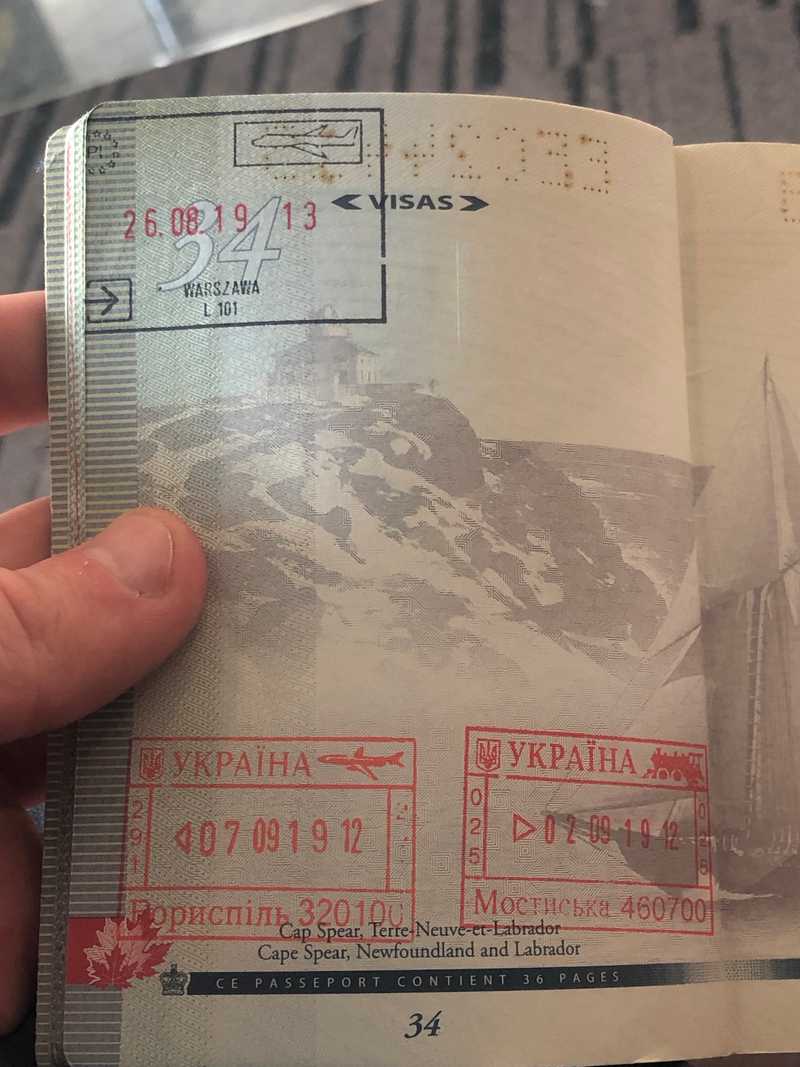 PL
VISAS
26.08.19 13
34
WARSZAWA
L 101
УКРАЇНА
291
07 09 19 12
Бориспіль 320100
УКРАЇНА
025
02 09 19 12
025
Мостиська 460700
Cap Spear, Terre-Neuve-et-Labrador
Cape Spear, Newfoundland and Labrador
CE PASSEPORT CONTIENT 36 PAGES
34